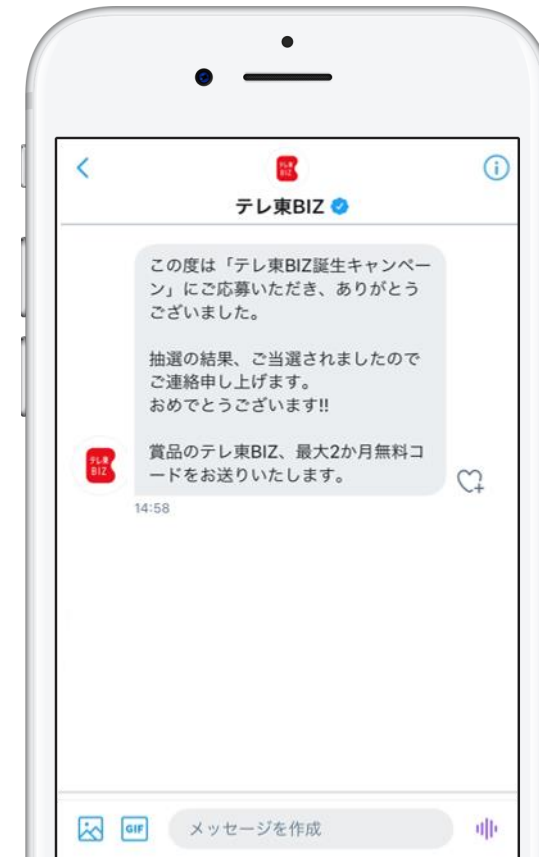 テレ東
BIZ
テレ東BIZ
この度は「テレ東BIZ誕生キャンペー
ン」にご応募いただき、ありがとう
ございました。
抽選の結果、ご当選されましたので
ご連絡申し上げます。
おめでとうございます!!
賞品のテレ東BIZ、最大2か月無料コ
ードをお送りいたします。
テレ東
BIZ
14:58
GIF
メッセージを作成